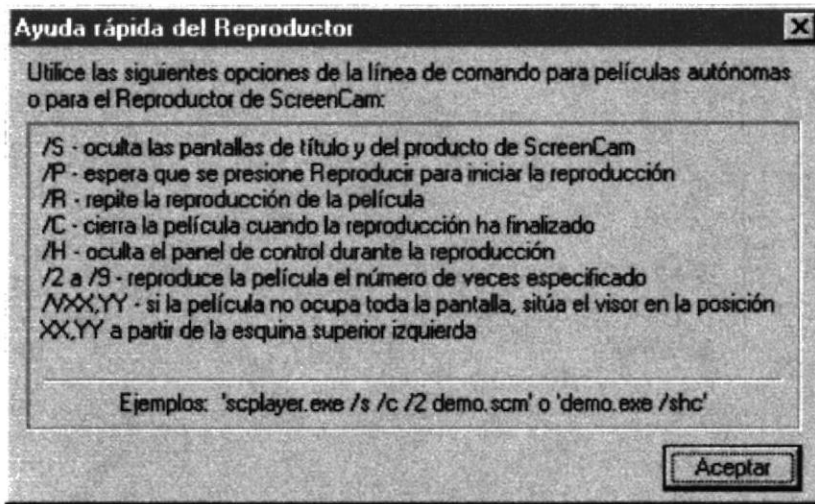 Ayuda rápida del Reproductor
Utilice las siguientes opciones de la línea de comando para películas autónomas
o para el Reproductor de ScreenCam:
/S - oculta las pantallas de título y del producto de ScreenCam
/P - espera que se presione Reproducir para iniciar la reproducción
/R - repite la reproducción de la película
/C - cierra la película cuando la reproducción ha finalizado
/H - oculta el panel de control durante la reproducción
/2 a /9 - reproduce la película el número de veces especificado
/VXX,YY - si la película no ocupa toda la pantalla, sitúa el visor en la posición
XX,YY a partir de la esquina superior izquierda
Ejemplos: 'scplayer.exe /s /c /2 demo.scm' o 'demo.exe /shc'
Aceptar